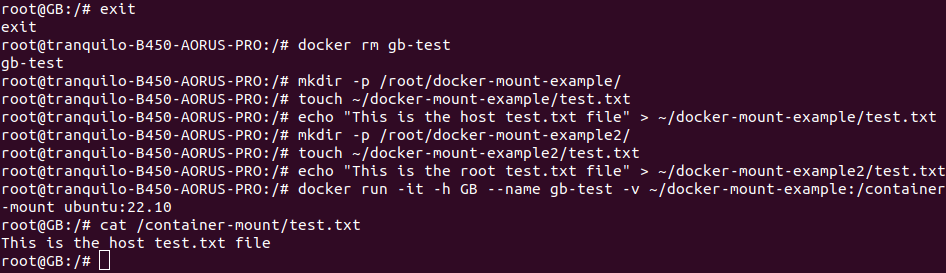 root@GB:/# exit
exit
root@tranquilo-B450-AORUS-PRO:/# docker rm gb-test
gb-test
root@tranquilo-B450-AORUS-PRO:/# mkdir -p /root/docker-mount-example/
root@tranquilo-B450-AORUS-PRO:/# touch ~/docker-mount-example/test.txt
root@tranquilo-B450-AORUS-PRO:/# echo "This is the host test.txt file" > ~/docker-mount-example/test.txt
root@tranquilo-B450-AORUS-PRO:/# mkdir -p /root/docker-mount-example2/
root@tranquilo-B450-AORUS-PRO:/# touch ~/docker-mount-example2/test.txt
root@tranquilo-B450-AORUS-PRO:/# echo "This is the root test.txt file" > ~/docker-mount-example2/test.txt
root@tranquilo-B450-AORUS-PRO:/# docker run -it -h GB --name gb-test -v ~/docker-mount-example:/container
-mount ubuntu:22.10
root@GB:/# cat /container-mount/test.txt
This is the host test.txt file
root@GB:/#